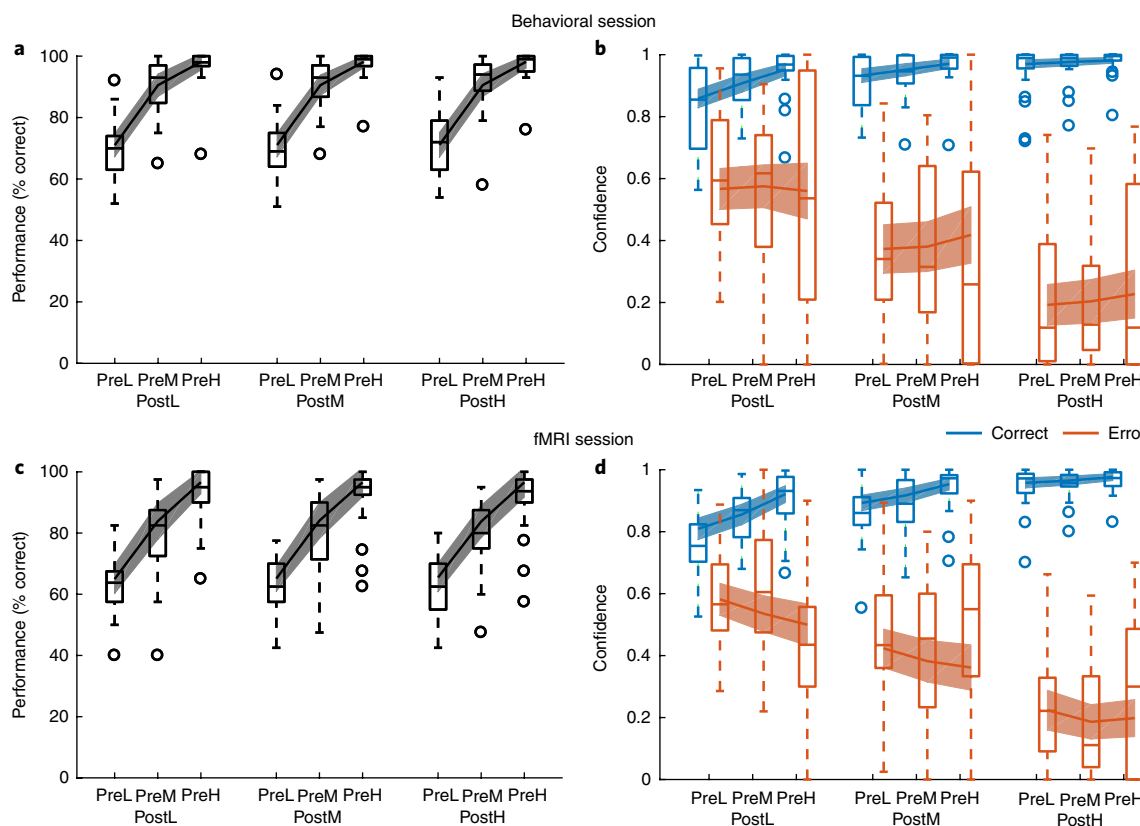 Behavioral session
a
Performance (% correct)
100
80
60
40
20
0
PreL PreM PreH
PostL
PreL PreM PreH
PostM
PreL PreM PreH
PostH
b
Confidence
1
0.8
0.6
0.4
0.2
0
PreL PreM PreH
PostL
PreL PreM PreH
PostM
PreL PreM PreH
PostH
fMRI session
Correct
Erro
c
Performance (% correct)
100
80
60
40
20
0
PreL PreM PreH
PostL
PreL PreM PreH
PostM
PreL PreM PreH
PostH
d
Confidence
1
0.8
0.6
0.4
0.2
0
PreL PreM PreH
PostL
PreL PreM PreH
PostM
PreL PreM PreH
PostH